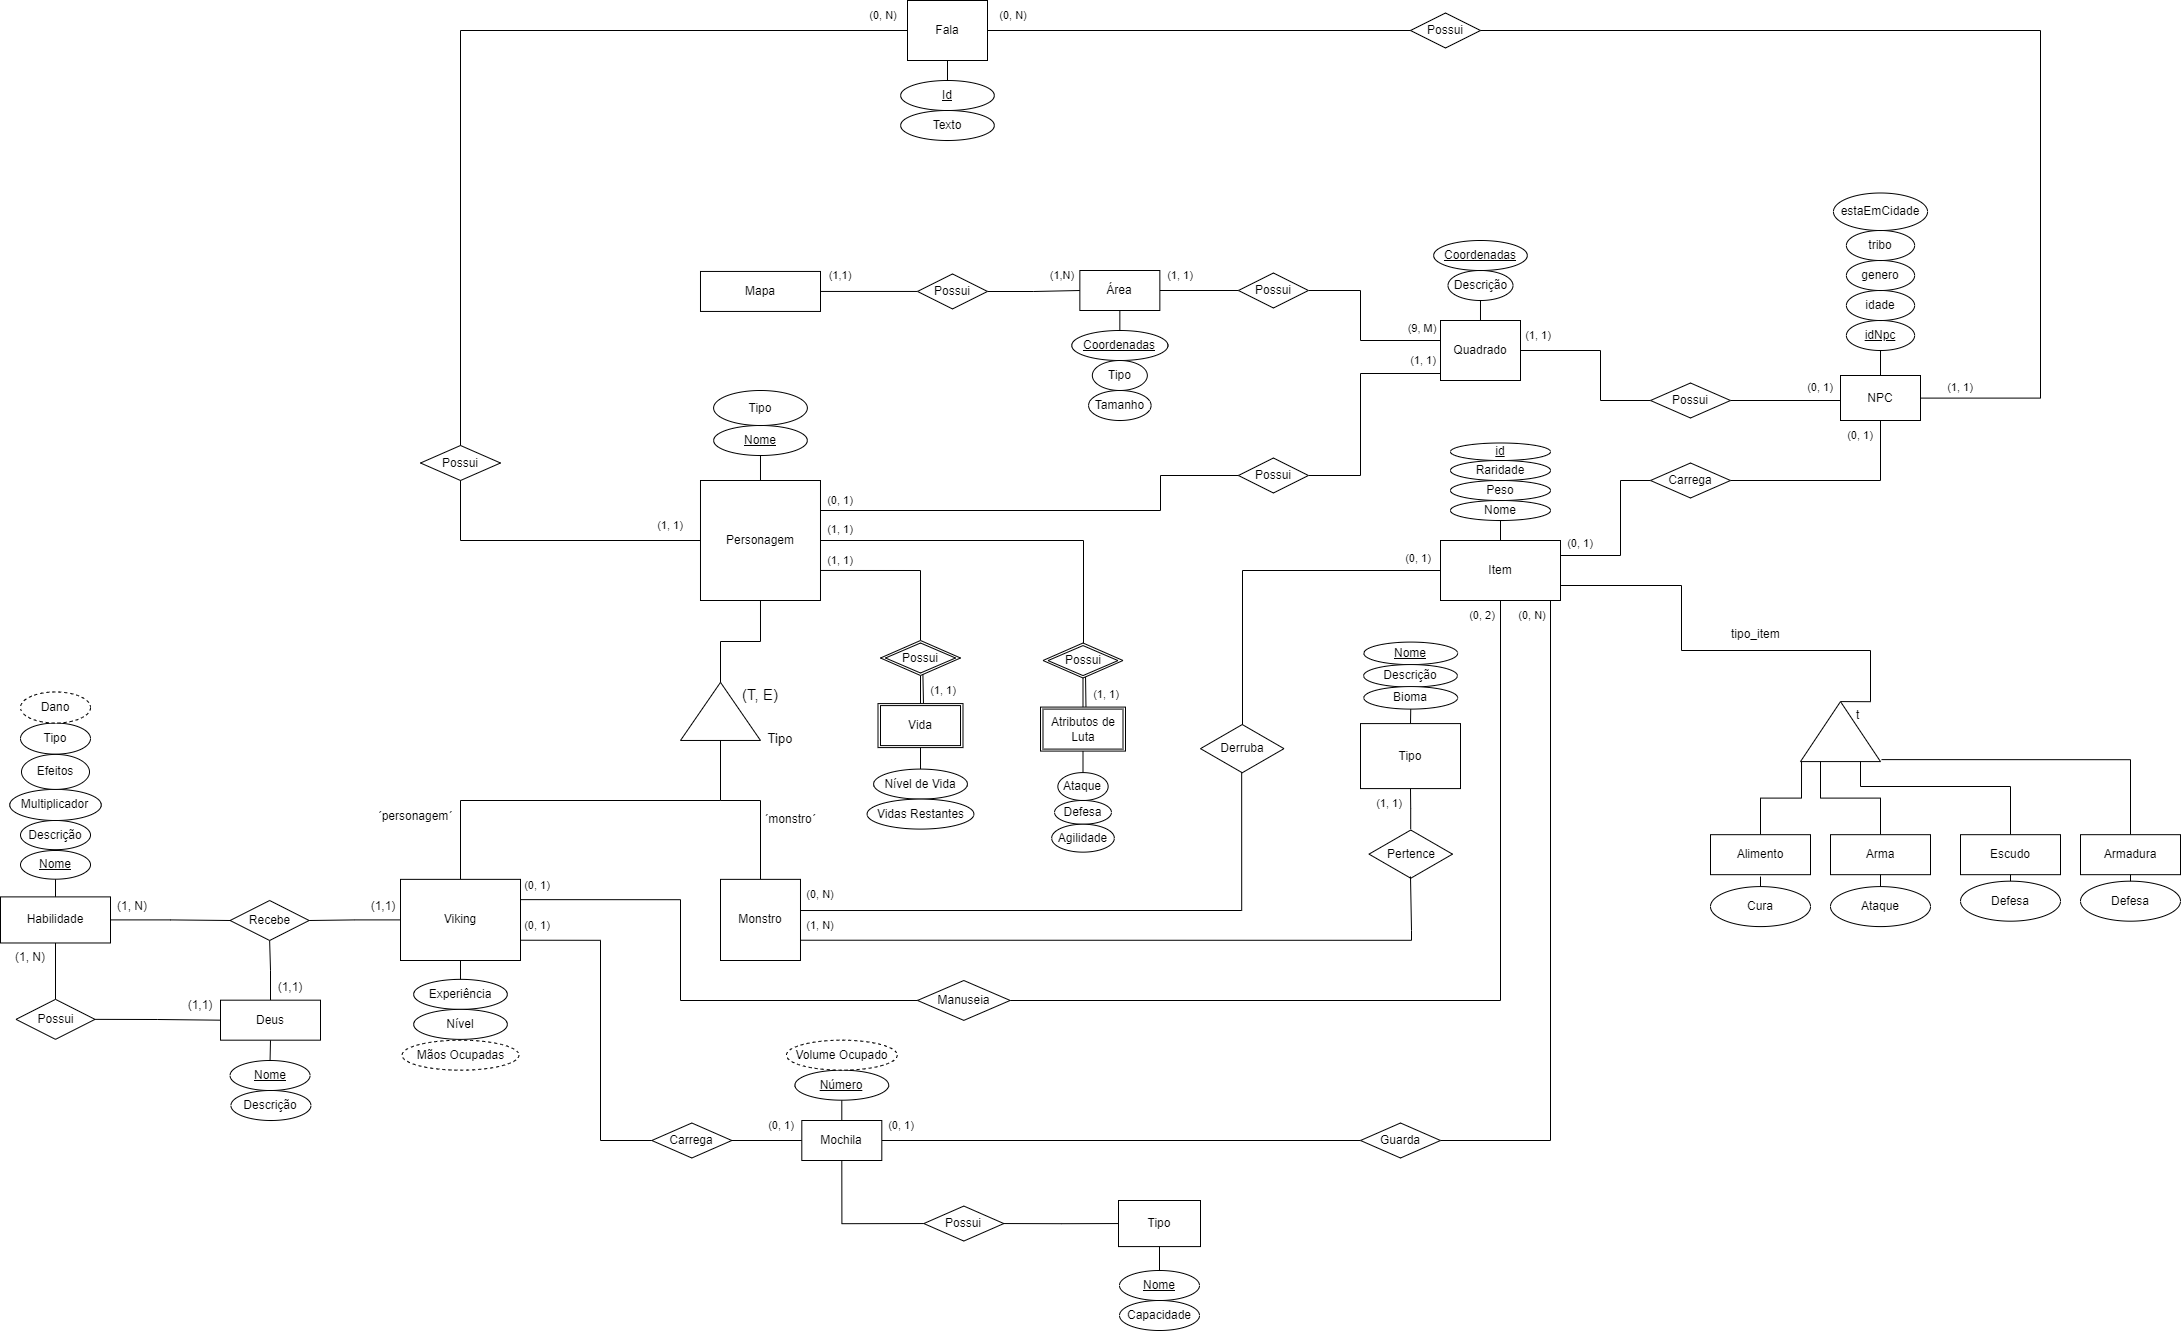 (0, N)
Fala
(0, N)
Possui
Id
Texto
estaEmCidade
tribo
genero
idade
idNpc
NPC
(0, 1)
(1, 1)
(0, 1)
Mapa
(1,1)
Possui
(1,N)
Área
(1, 1)
Possui
Coordenadas
Tipo
Tamanho
Coordenadas
Descrição
(9, M)
(1, 1)
Quadrado
(1, 1)
Possui
Tipo
Nome
Possui
(1, 1)
Personagem
(0, 1)
(1, 1)
(1, 1)
Possui
id
Raridade
Peso
Nome
Carrega
(0, 1)
Item
(0, 1)
(0, 2)
(0, N)
tipo_item
t
(T, E)
Tipo
Possui
(1, 1)
Vida
Nível de Vida
Vidas Restantes
Possui
(1, 1)
Atributos de
Luta
Ataque
Defesa
Agilidade
Derruba
Nome
Descrição
Bioma
Tipo
(1, 1)
Pertence
Alimento
Cura
Arma
Ataque
Escudo
Defesa
Armadura
Defesa
Dano
Tipo
Efeitos
Multiplicador
Descrição
Nome
Habilidade
(1, N)
(1, N)
Recebe
(1,1)
(1,1)
Possui
(1,1)
Deus
Nome
Descrição
´personagem´
´monstro´
Viking
(0, 1)
(0, 1)
Experiência
Nível
Mãos Ocupadas
Monstro
(0, N)
(1, N)
Manuseia
Volume Ocupado
Número
Carrega
(0, 1)
Mochila
(0, 1)
Guarda
Possui
Tipo
Nome
Capacidade